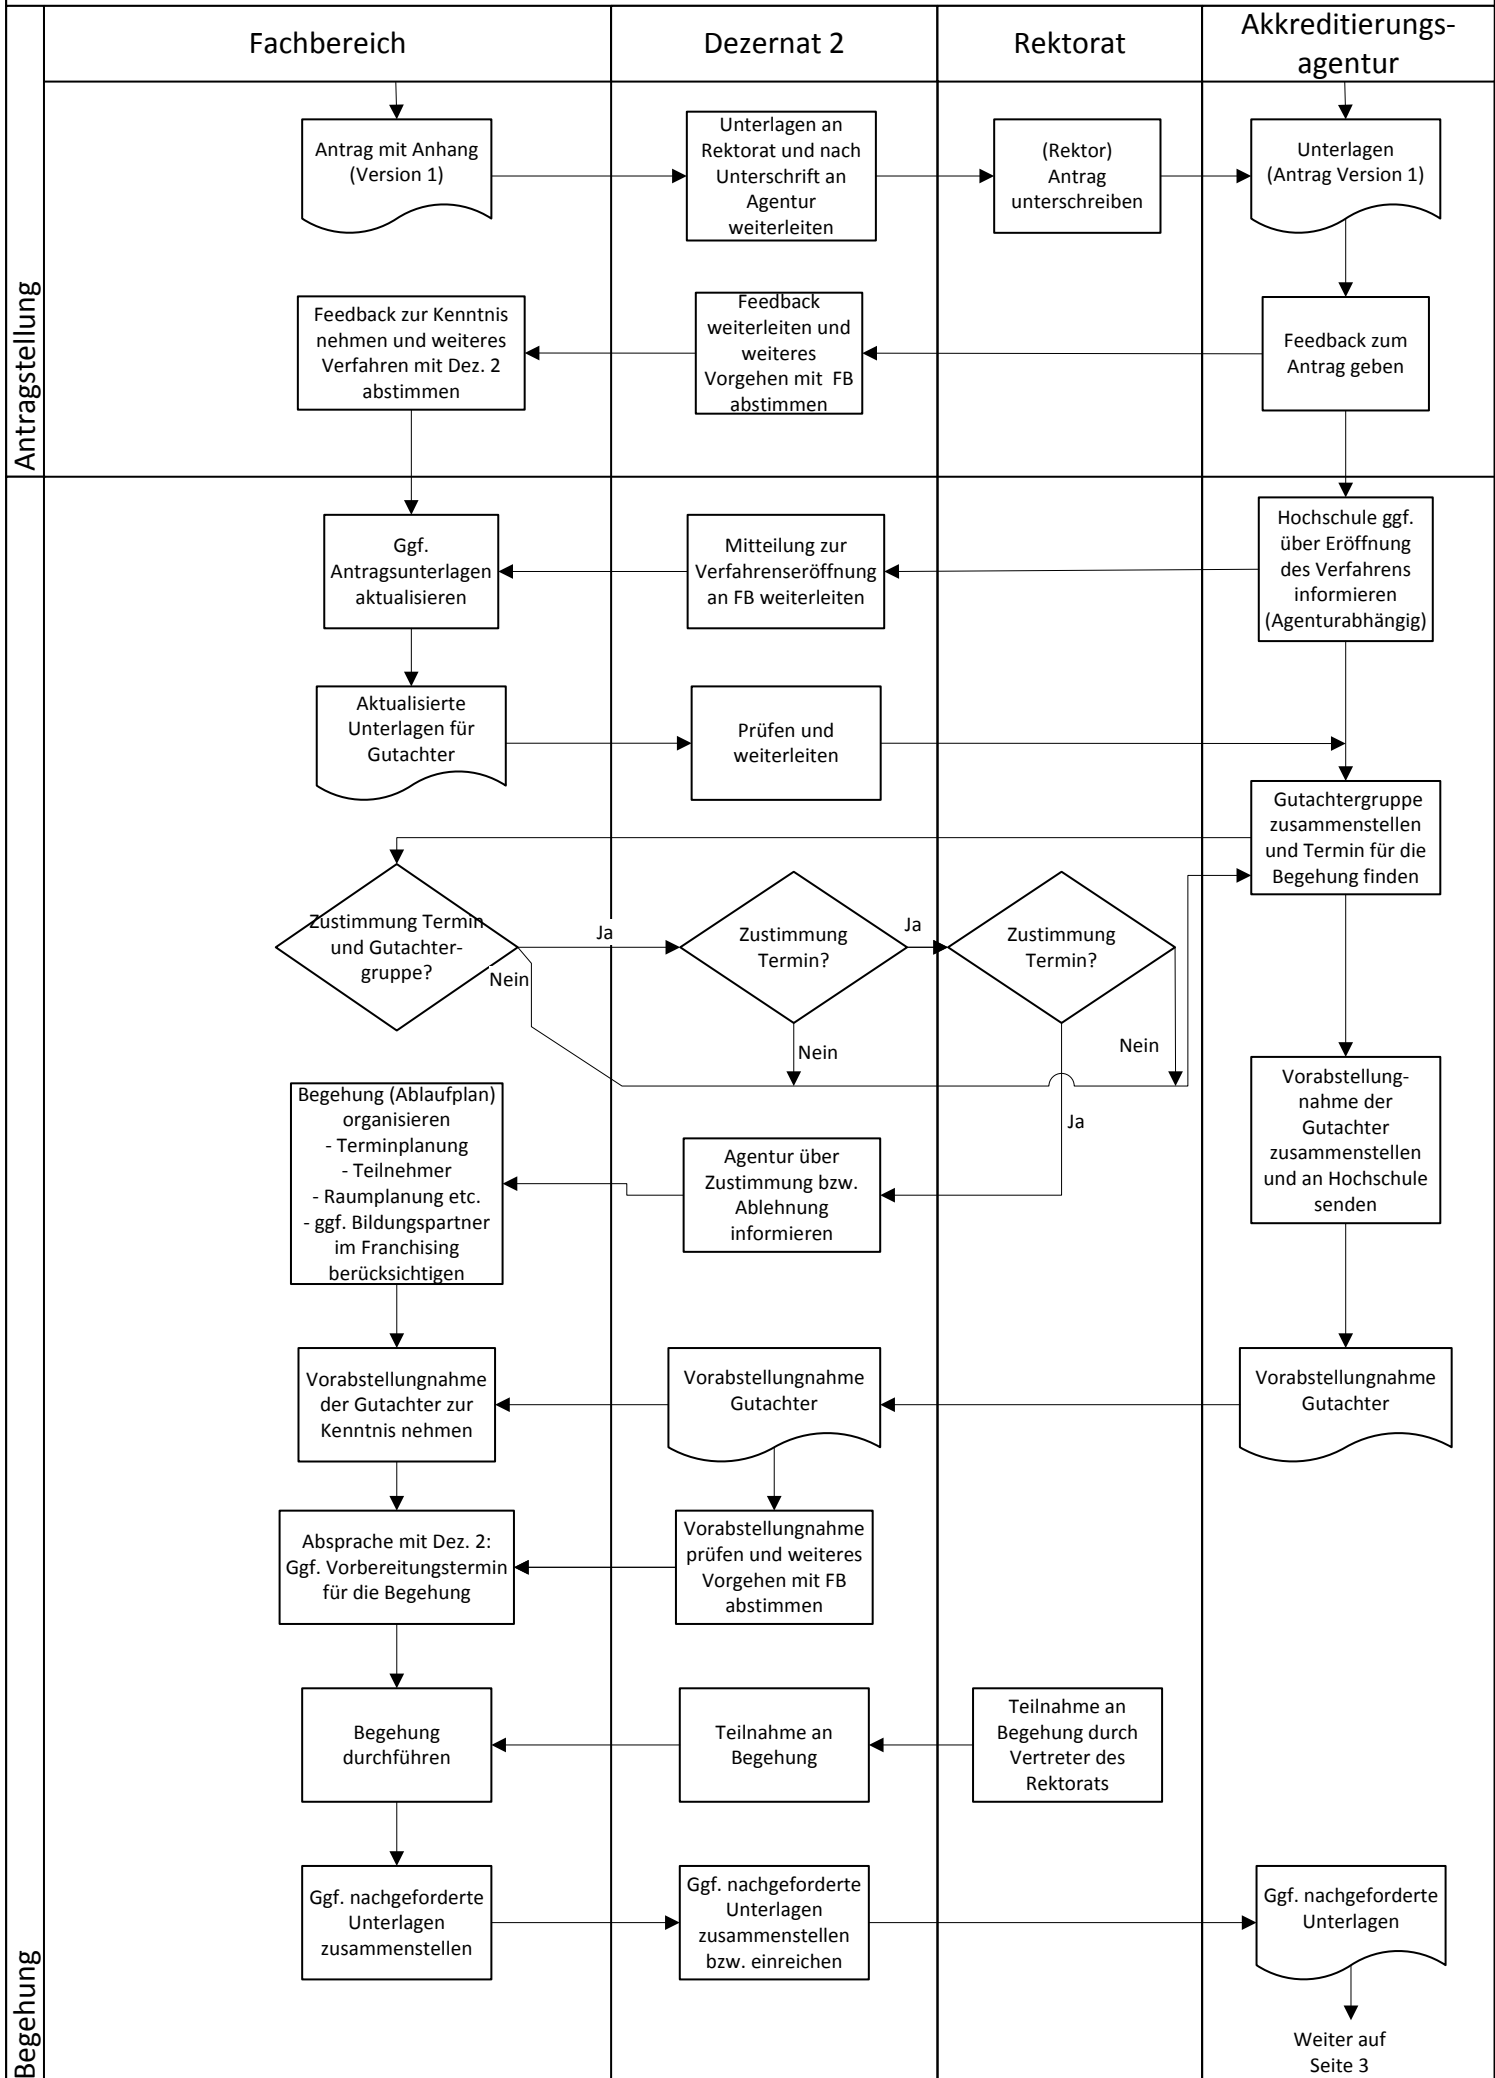 Fachbereich
Dezernat 2
Rektorat
Akkreditierungs-
agentur
Antragstellung
Antrag mit Anhang
(Version 1)
Unterlagen an
Rektorat und nach
Unterschrift an
Agentur
weiterleiten
(Rektor)
Antrag
unterschreiben
Unterlagen
(Antrag Version 1)
Feedback zur Kenntnis
nehmen und weiteres
Verfahren mit Dez. 2
abstimmen
Feedback
weiterleiten und
weiteres
Vorgehen mit FB
abstimmen
Feedback zum
Antrag geben
Begehung
Ggf.
Antragsunterlagen
aktualisieren
Mitteilung zur
Verfahrenseröffnung
an FB weiterleiten
Hochschule ggf.
über Eröffnung
des Verfahrens
informieren
(Agenturabhängig)
Aktualisierte
Unterlagen für
Gutachter
Prüfen und
weiterleiten
Gutachtergruppe
zusammenstellen
und Termin für die
Begehung finden
Zustimmung Termin
und Gutachter-
gruppe?
Ja
Nein
Zustimmung
Termin?
Ja
Nein
Zustimmung
Termin?
Nein
Ja
Begehung (Ablaufplan)
organisieren
- Terminplanung
- Teilnehmer
- Raumplanung etc.
- ggf. Bildungspartner
im Franchising
berücksichtigen
Agentur über
Zustimmung bzw.
Ablehnung
informieren
Vorabstellung-
nahme der
Gutachter
zusammenstellen
und an Hochschule
senden
Vorabstellungnahme
der Gutachter zur
Kenntnis nehmen
Vorabstellungnahme
Gutachter
Vorabstellungnahme
Gutachter
Absprache mit Dez. 2:
Ggf. Vorbereitungstermin
für die Begehung
Vorabstellungnahme
prüfen und weiteres
Vorgehen mit FB
abstimmen
Begehung
durchführen
Teilnahme an
Begehung
Teilnahme an
Begehung durch
Vertreter des
Rektorats
Ggf. nachgeforderte
Unterlagen
zusammenstellen
Ggf. nachgeforderte
Unterlagen
zusammenstellen
bzw. einreichen
Ggf. nachgeforderte
Unterlagen
Weiter auf
Seite 3